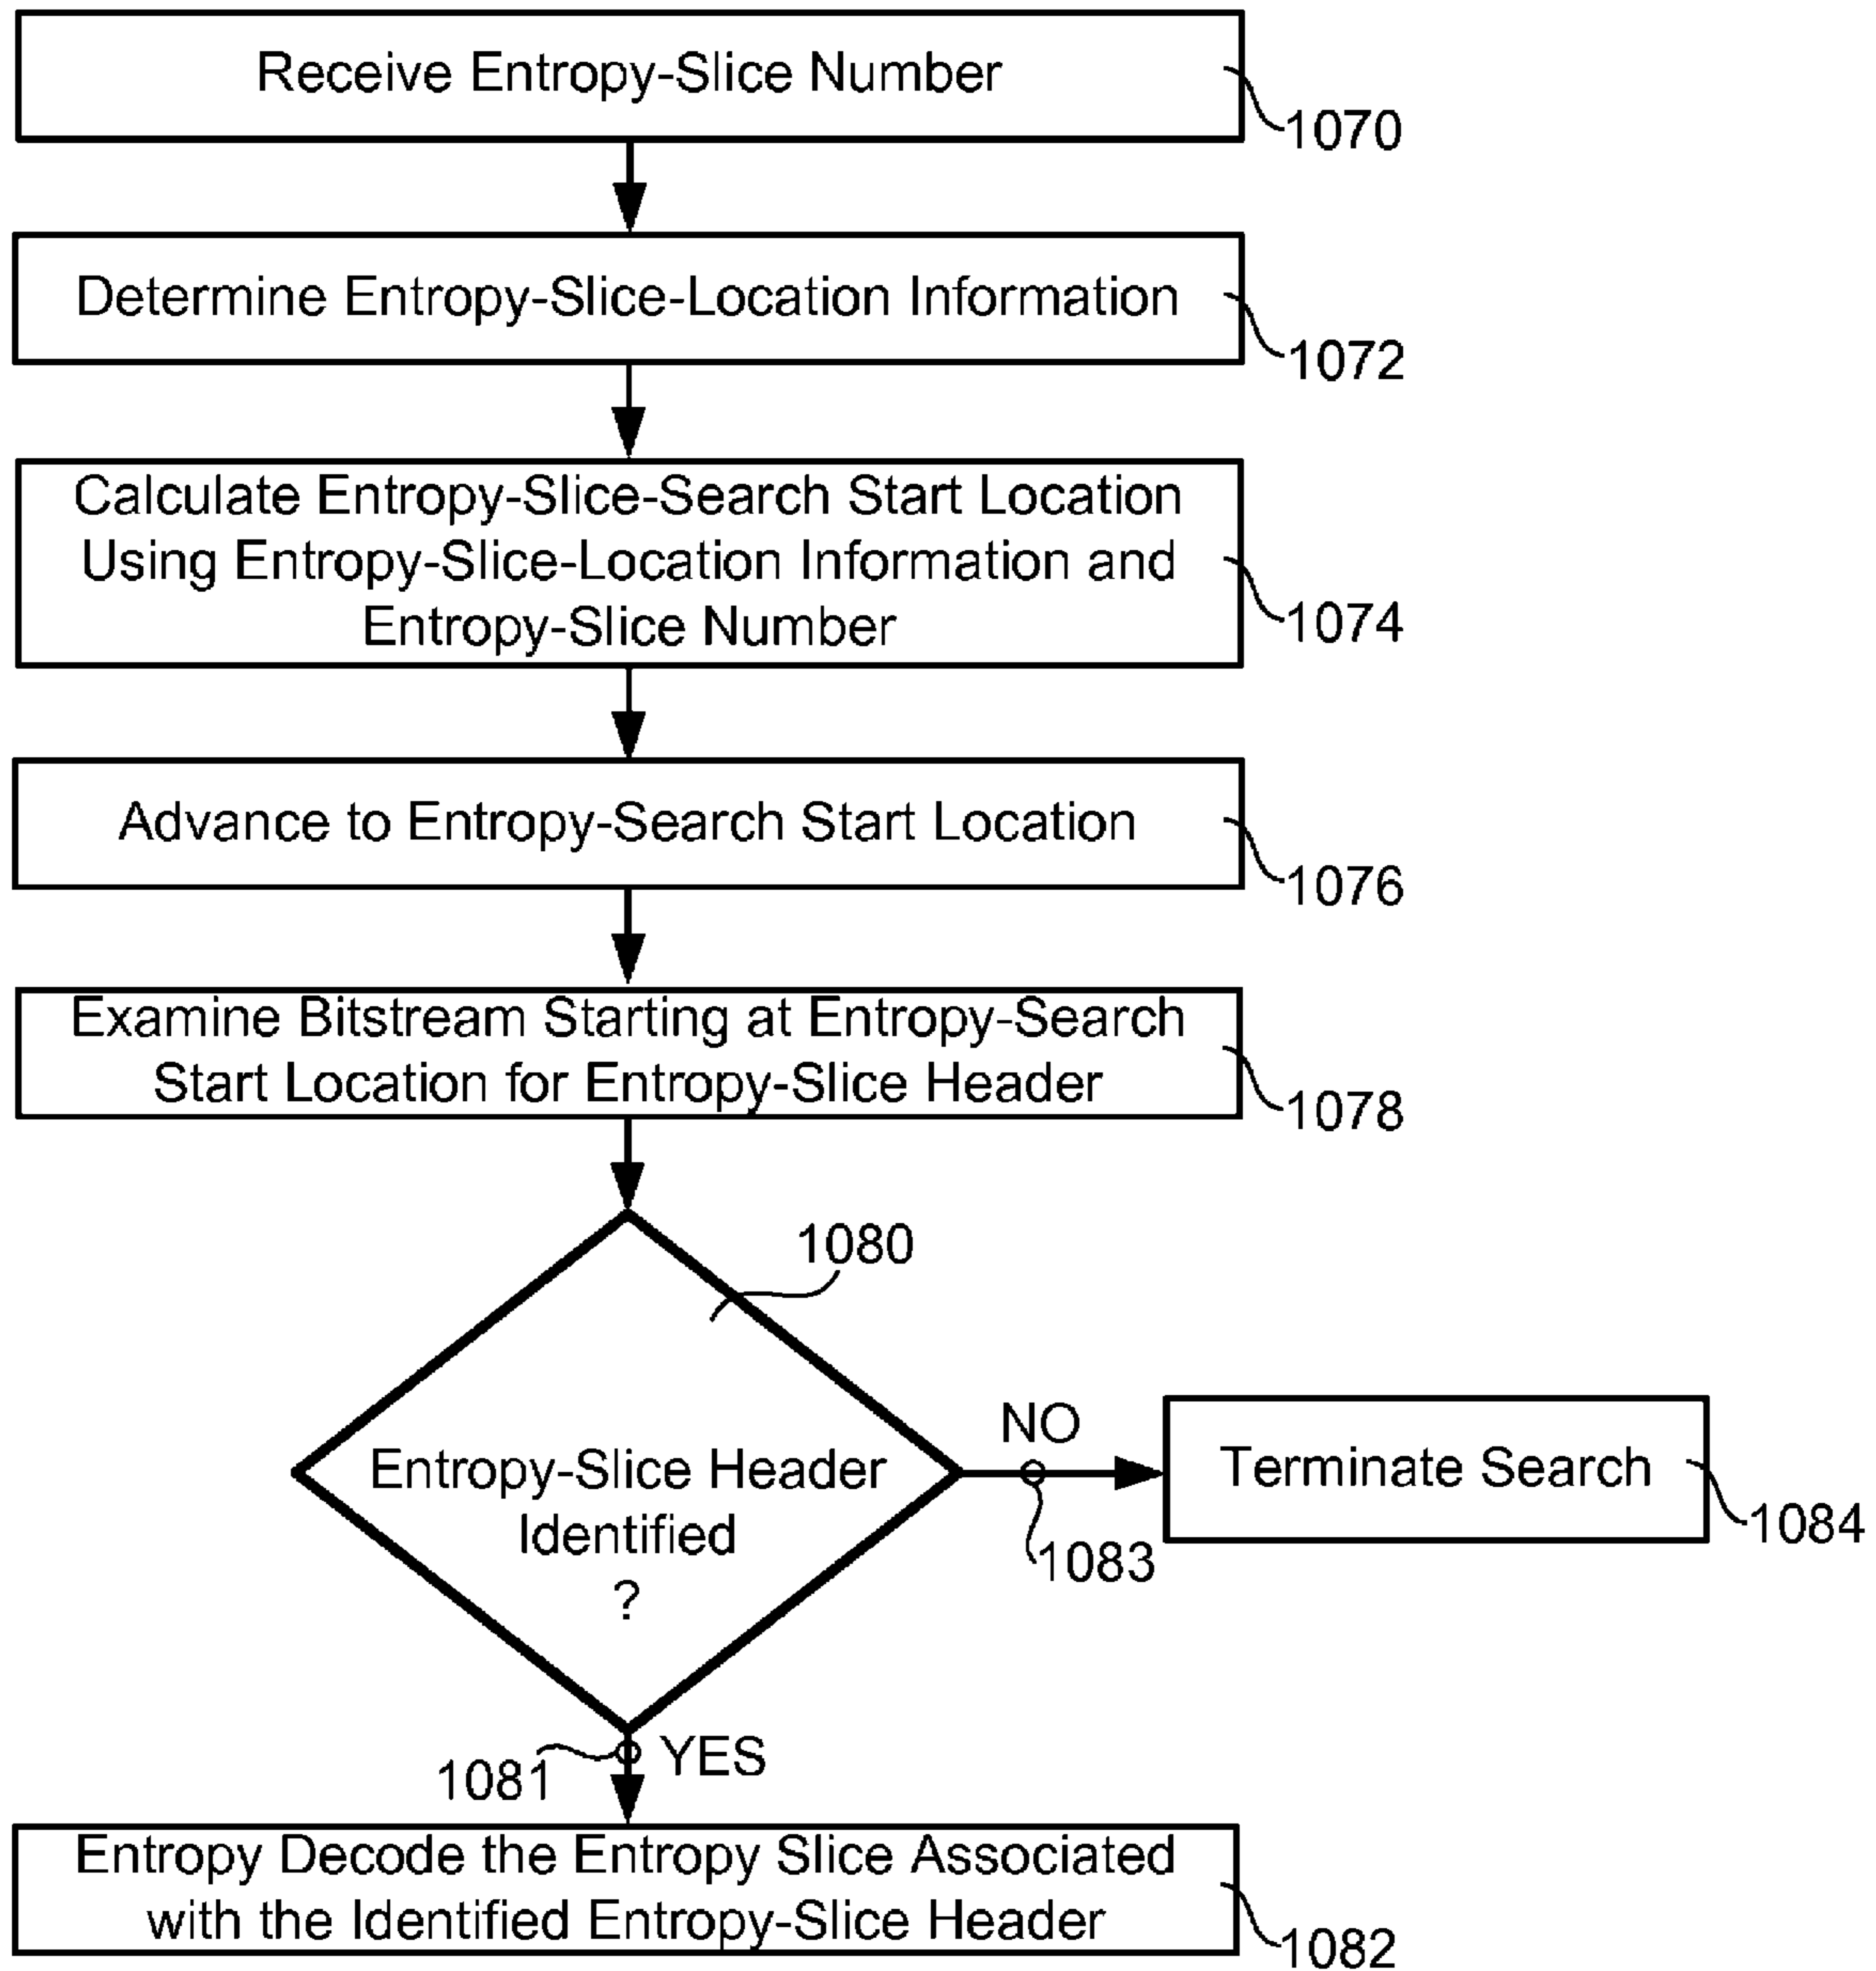 Receive Entropy-Slice Number
1070
Determine Entropy-Slice-Location Information
1072
Calculate Entropy-Slice-Search Start Location
Using Entropy-Slice-Location Information and
Entropy-Slice Number
1074
Advance to Entropy-Search Start Location
1076
Examine Bitstream Starting at Entropy-Search
Start Location for Entropy-Slice Header
1078
1080
Entropy-Slice Header
Identified
?
NO
1083
Terminate Search
1084
1081
YES
Entropy Decode the Entropy Slice Associated
with the Identified Entropy-Slice Header
1082